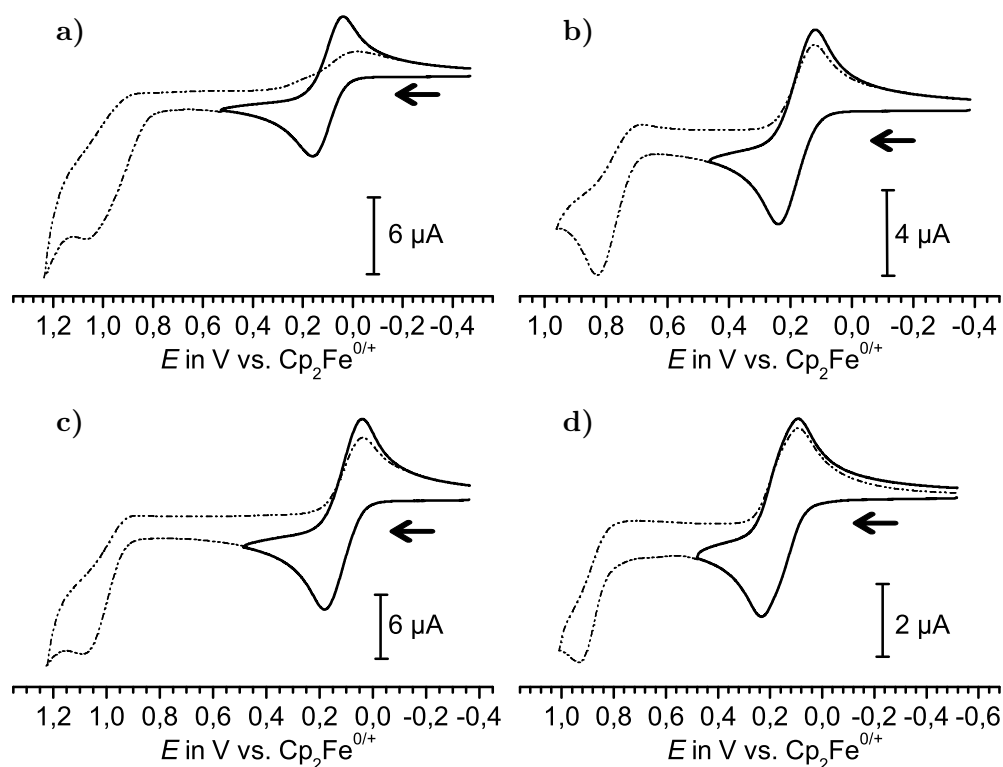 a)
6 µA
1,2 1,0 0,8 0,6 0,4 0,2 0,0 -0,2 -0,4
E in V vs. Cp2Fe0/+
b)
4 µA
1,0 0,8 0,6 0,4 0,2 0,0 -0,2 -0,4
E in V vs. Cp2Fe0/+
c)
6 µA
1,2 1,0 0,8 0,6 0,4 0,2 0,0 -0,2 -0,4
E in V vs. Cp2Fe0/+
d)
2 µA
1,0 0,8 0,6 0,4 0,2 0,0 -0,2 -0,4 -0,6
E in V vs. Cp2Fe0/+